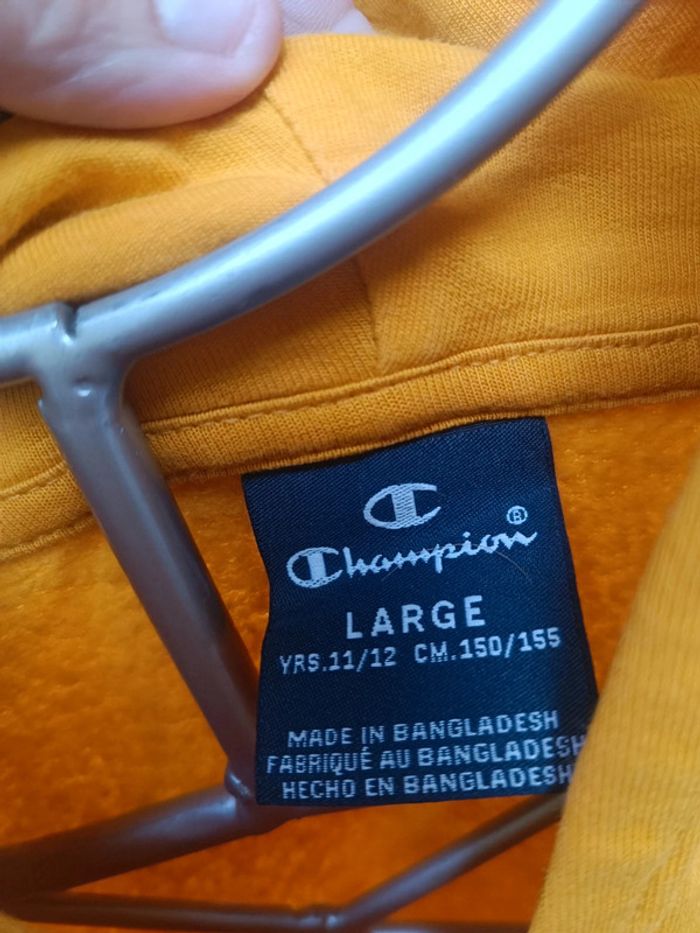 Champion®
LARGE
YRS.11/12 CM.150/155
MADE IN BANGLADESH
FABRIQUÉ AU BANGLADESH
HECHO EN BANGLADESH